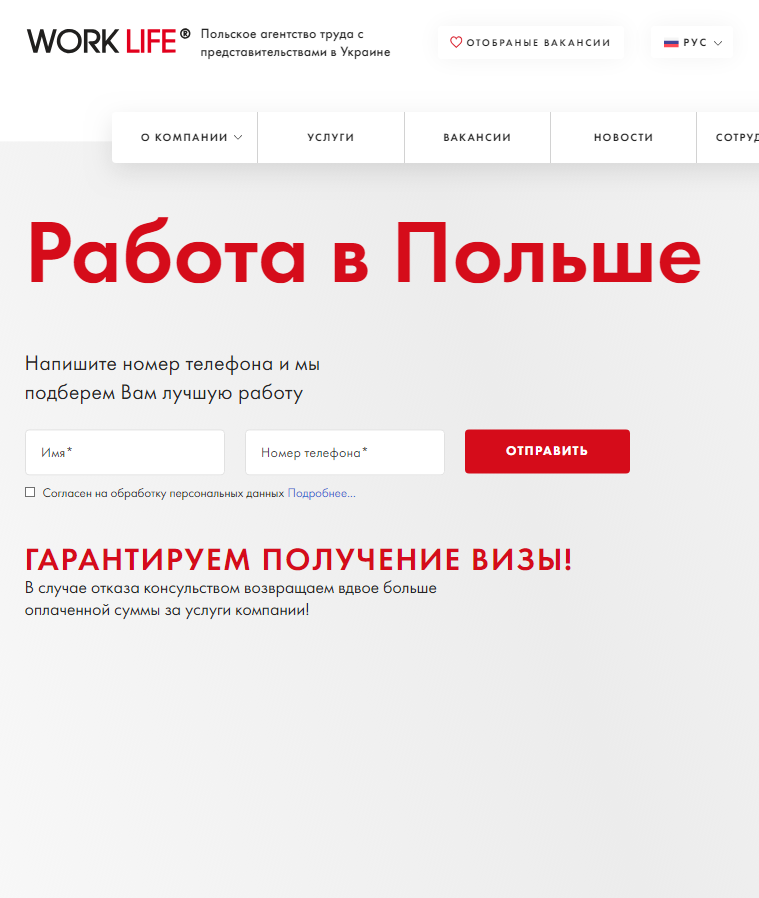 WORK LIFE®
Польское агентство труда с
представительствами в Украине
ОТОБРАНЫЕ ВАКАНСИИ
РУС
О КОМПАНИИ
УСЛУГИ
ВАКАНСИИ
НОВОСТИ
СОТРУД
Работа в Польше
Напишите номер телефона и мы
подберем Вам лучшую работу
Имя*
Номер телефона*
ОТПРАВИТЬ
Согласен на обработку персональных данных Подробнее...
ГАРАНТИРУЕМ ПОЛУЧЕНИЕ ВИЗЫ!
В случае отказа консульством возвращаем вдвое больше
оплаченной суммы за услуги компании!